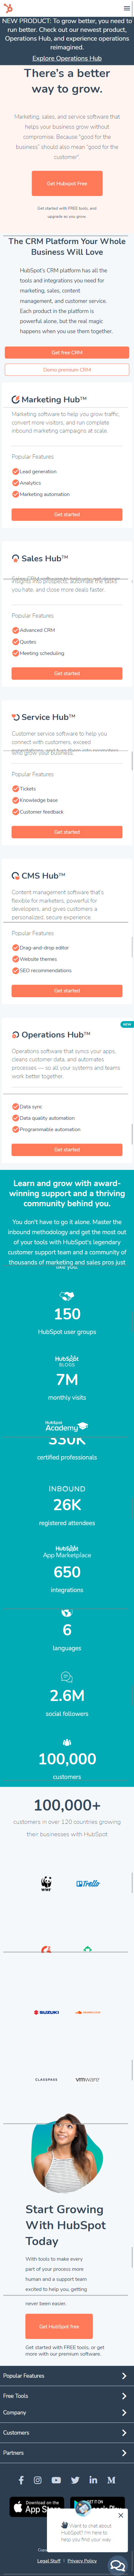 NEW PRODUCT: To grow better, you need to
run better. Check out our newest product,
Operations Hub, and experience operations
reimagined.
Explore Operations Hub
There's a better
way to grow.
Marketing, sales, and service software that
helps your business grow without
compromise. Because "good for the
business" should also mean "good for the
customer".
Get Hubspot Free
Get started with FREE tools, and
upgrade as you grow.
The CRM Platform Your Whole
Business Will Love
HubSpot's CRM platform has all the
tools and integrations you need for
marketing, sales, content
management, and customer service.
Each product in the platform is
powerful alone, but the real magic
happens when you use them together.
Get free CRM
Demo premium CRM
Marketing Hub™
Marketing software to help you grow traffic,
convert more visitors, and run complete
inbound marketing campaigns at scale.
Popular Features
Lead generation
Analytics
Marketing automation
Get started
Sales Hub™
Sales CRM software to help you get deeper
insights into prospects, automate the tasks
you hate, and close more deals faster.
Popular Features
Advanced CRM
Quotes
Meeting scheduling
Get started
Service Hub™
Customer service software to help you
connect with customers, exceed
expectations, and turn them into promoters
who grow your business.
Popular Features
Tickets
Knowledge base
Customer feedback
Get started
CMS Hub™
Content management software that's
flexible for marketers, powerful for
developers, and gives customers a
personalized, secure experience.
Popular Features
Drag-and-drop editor
Website themes
SEO recommendations
Get started
NEW
Operations Hub™
Operations software that syncs your apps,
cleans customer data, and automates
processes — so all your systems and teams
work better together.
Data sync
Data quality automation
Programmable automation
Get started
Learn and grow with award-
winning support and a thriving
community behind you.
You don't have to go it alone. Master the
inbound methodology and get the most out
of your tools with HubSpot's legendary
customer support team and a community of
thousands of marketing and sales pros just
like you.
150
HubSpot user groups
HubSpot
BLOGS
7M
monthly visits
HubSpot
Academy
330K
certified professionals
INBOUND
26K
registered attendees
HubSpot
App Marketplace
650
integrations
6
languages
2.6M
social followers
100,000
customers
100,000+
customers in over 120 countries growing
their businesses with HubSpot
WWF
Trello
SUZUKI
CLASSPASS
vmware
Start Growing
With HubSpot
Today
With tools to make every
part of your process more
human and a support team
excited to help you, getting
never been easier.
Get HubSpot free
Get started with FREE tools, or get
more with our premium software.
Popular Features
Free Tools
Company
Customers
Partners
Download on the
App Store
GET IT ON
Want to chat about
HubSpot? I'm here to
help you find your way.
Legal Stuff | Privacy Policy